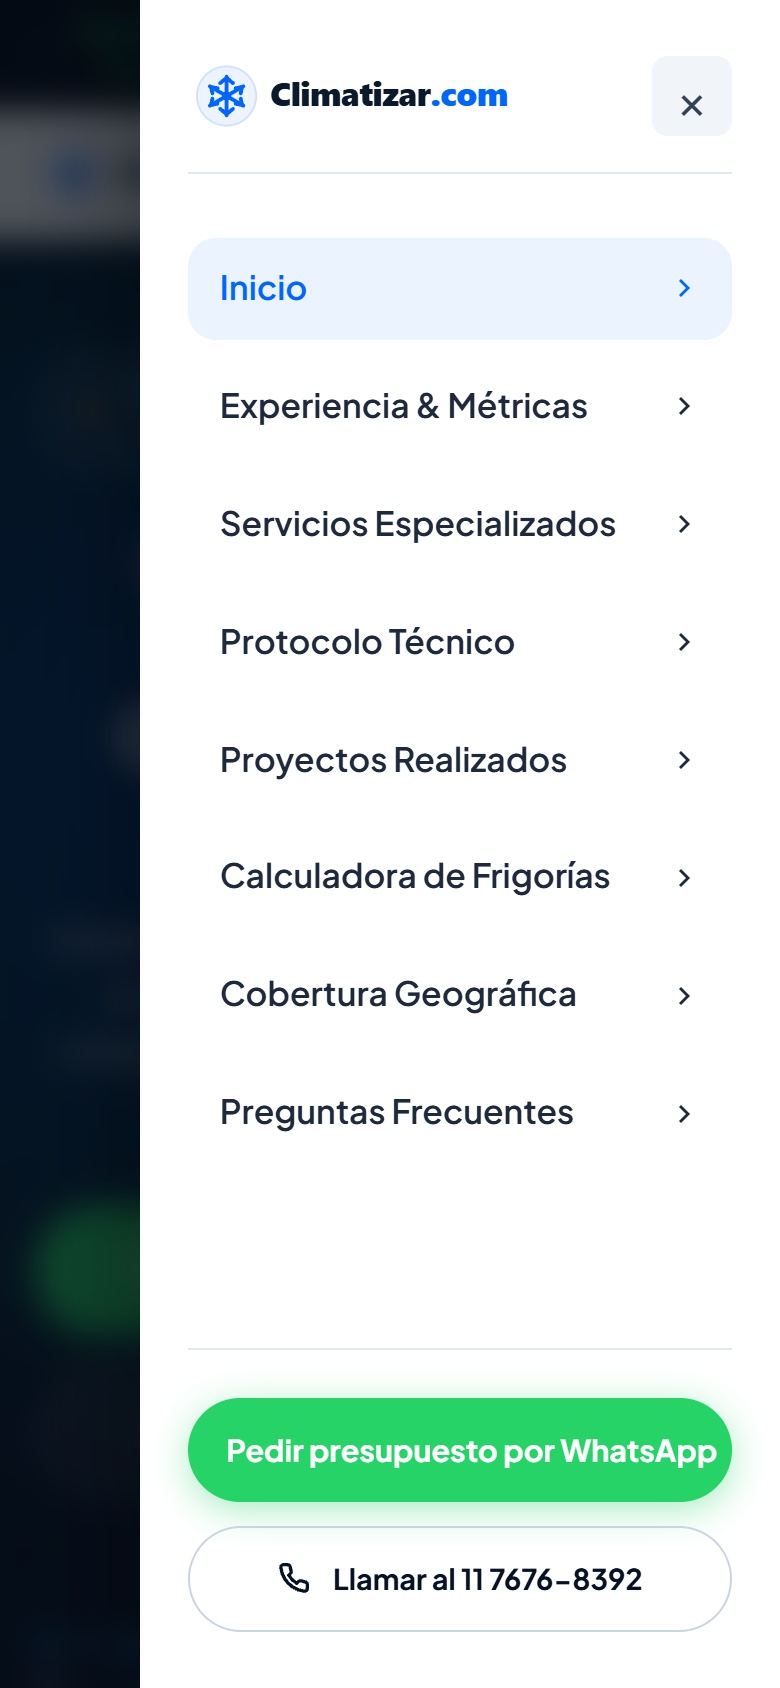 Climatizar.com
Inicio
Experiencia & Métricas
Servicios Especializados
Protocolo Técnico
Proyectos Realizados
Calculadora de Frigorías
Cobertura Geográfica
Preguntas Frecuentes
Pedir presupuesto por WhatsApp
Llamar al 11 7676-8392